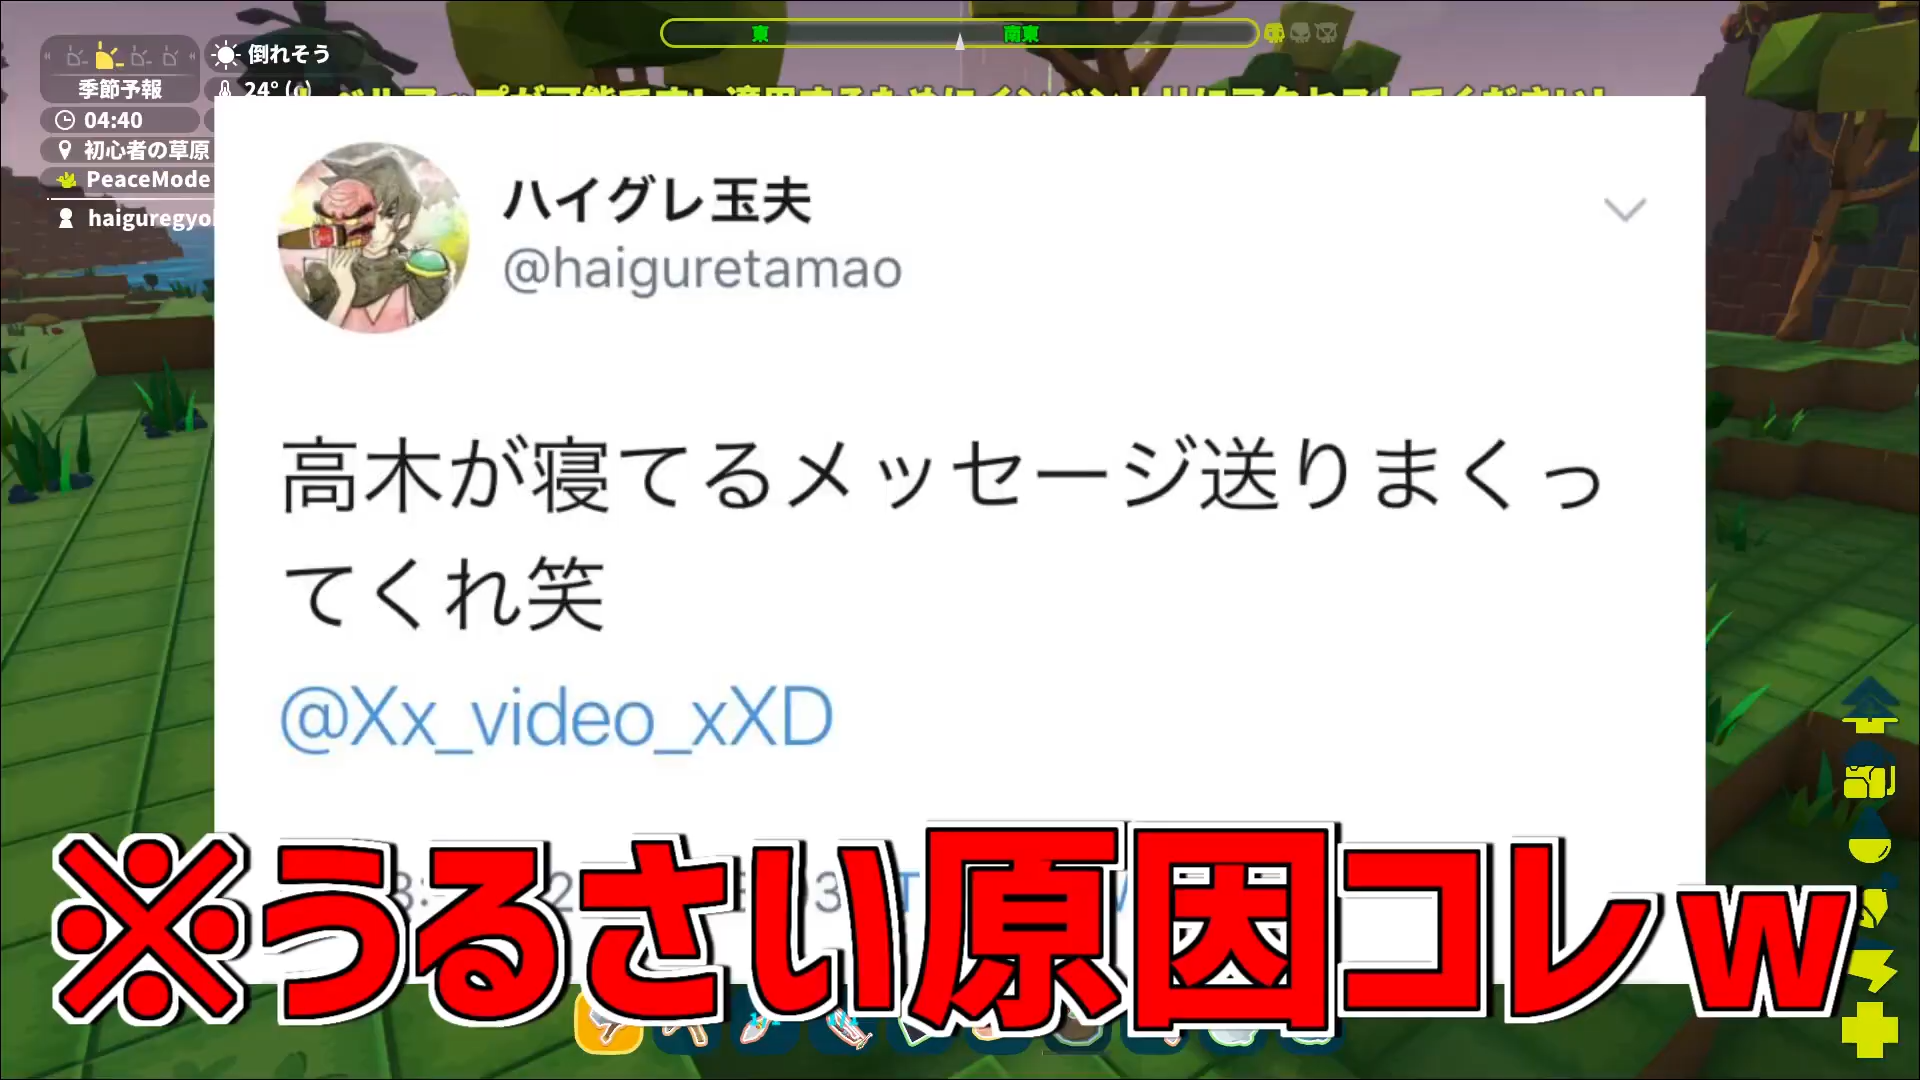 東
南東
倒れそう
季節予報
24°
04:40
初心者の草原
PeaceMode
ハイグレ玉夫
@haiguretamao
高木が寝てるメッセージ送りまくっ
てくれ笑
@Xx_video_xXD
※うるさい原因コレw